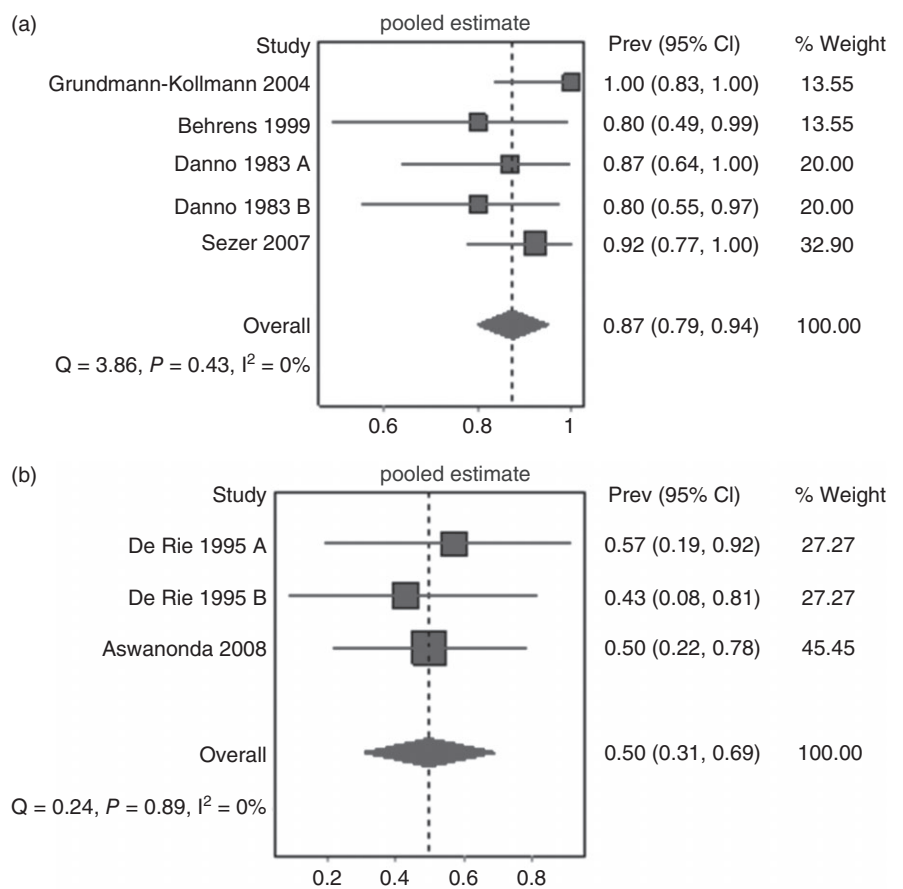 (a)
pooled estimate
Study Prev (95% CI) % Weight
Grundmann-Kollmann 2004 1.00 (0.83, 1.00) 13.55
Behrens 1999 0.80 (0.49, 0.99) 13.55
Danno 1983 A 0.87 (0.64, 1.00) 20.00
Danno 1983 B 0.80 (0.55, 0.97) 20.00
Sezer 2007 0.92 (0.77, 1.00) 32.90
Overall 0.87 (0.79, 0.94) 100.00
Q = 3.86, P = 0.43, I² = 0%
0.6 0.8 1
(b)
pooled estimate
Study Prev (95% CI) % Weight
De Rie 1995 A 0.57 (0.19, 0.92) 27.27
De Rie 1995 B 0.43 (0.08, 0.81) 27.27
Aswanonda 2008 0.50 (0.22, 0.78) 45.45
Overall 0.50 (0.31, 0.69) 100.00
Q = 0.24, P = 0.89, I² = 0%
0.2 0.4 0.6 0.8